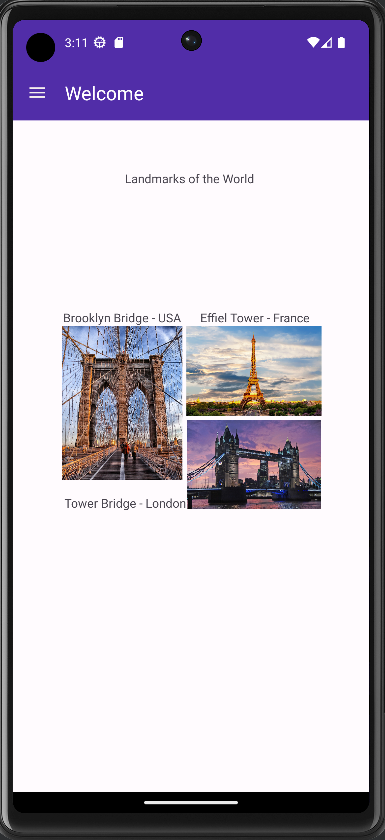 3:11
Welcome
Landmarks of the World
Brooklyn Bridge - USA
Effiel Tower - France
Tower Bridge - London